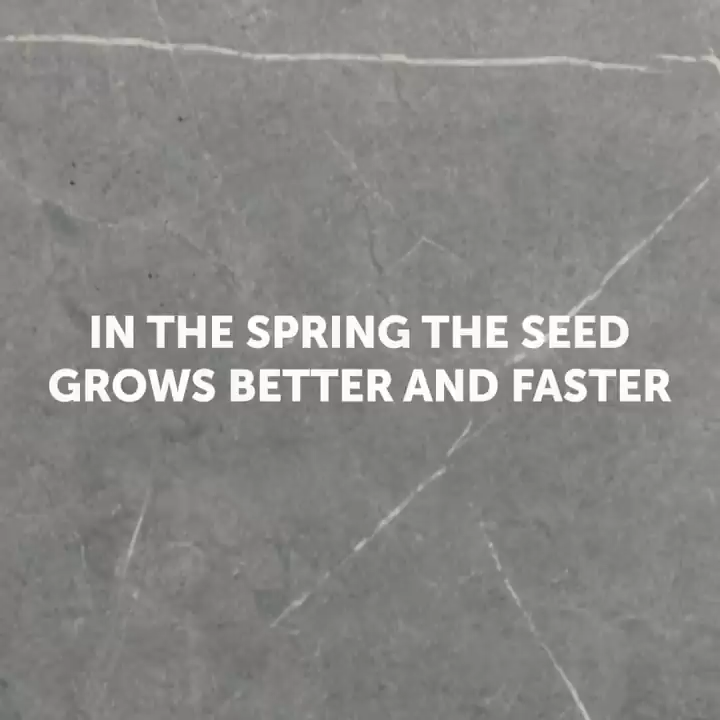 IN THE SPRING THE SEED
GROWS BETTER AND FASTER